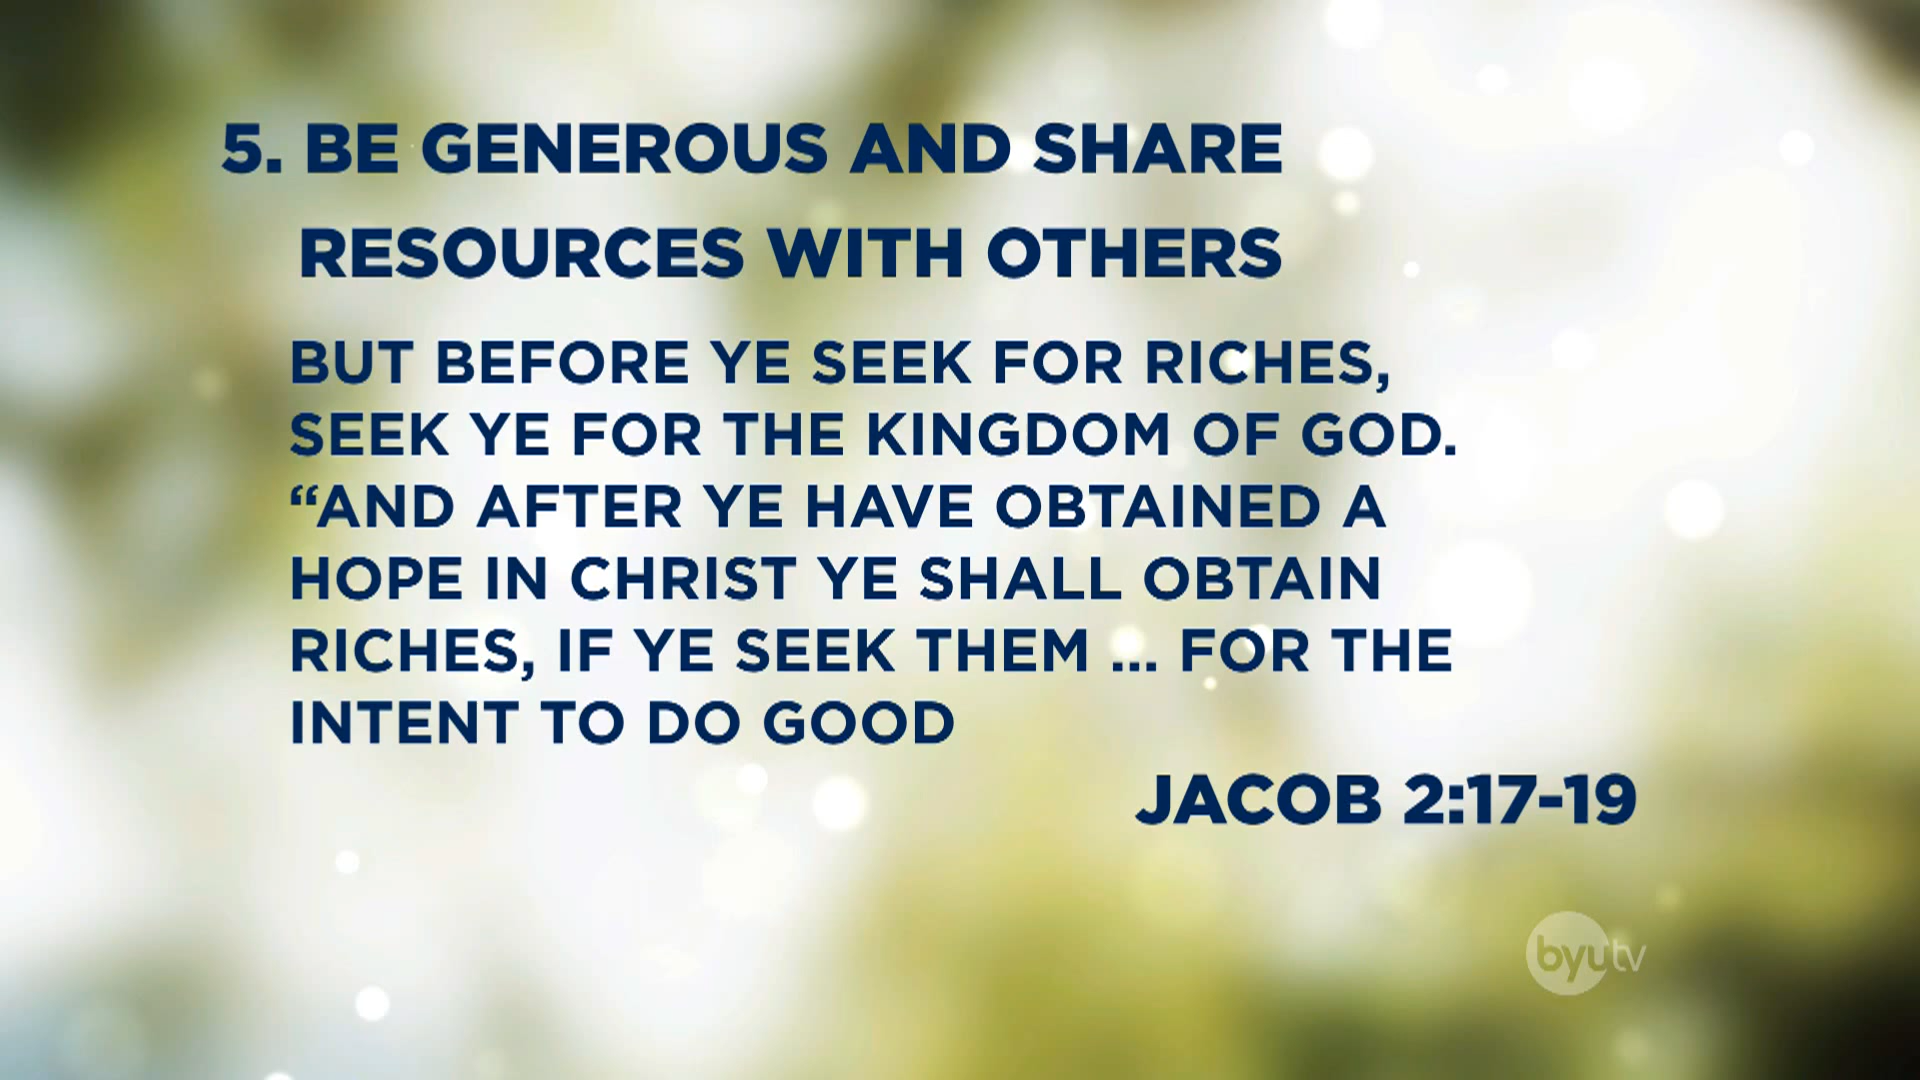 5. BE GENEROUS AND SHARE
RESOURCES WITH OTHERS
BUT BEFORE YE SEEK FOR RICHES,
SEEK YE FOR THE KINGDOM OF GOD.
“AND AFTER YE HAVE OBTAINED A
HOPE IN CHRIST YE SHALL OBTAIN
RICHES, IF YE SEEK THEM ... FOR THE
INTENT TO DO GOOD
JACOB 2:17-19
byutv